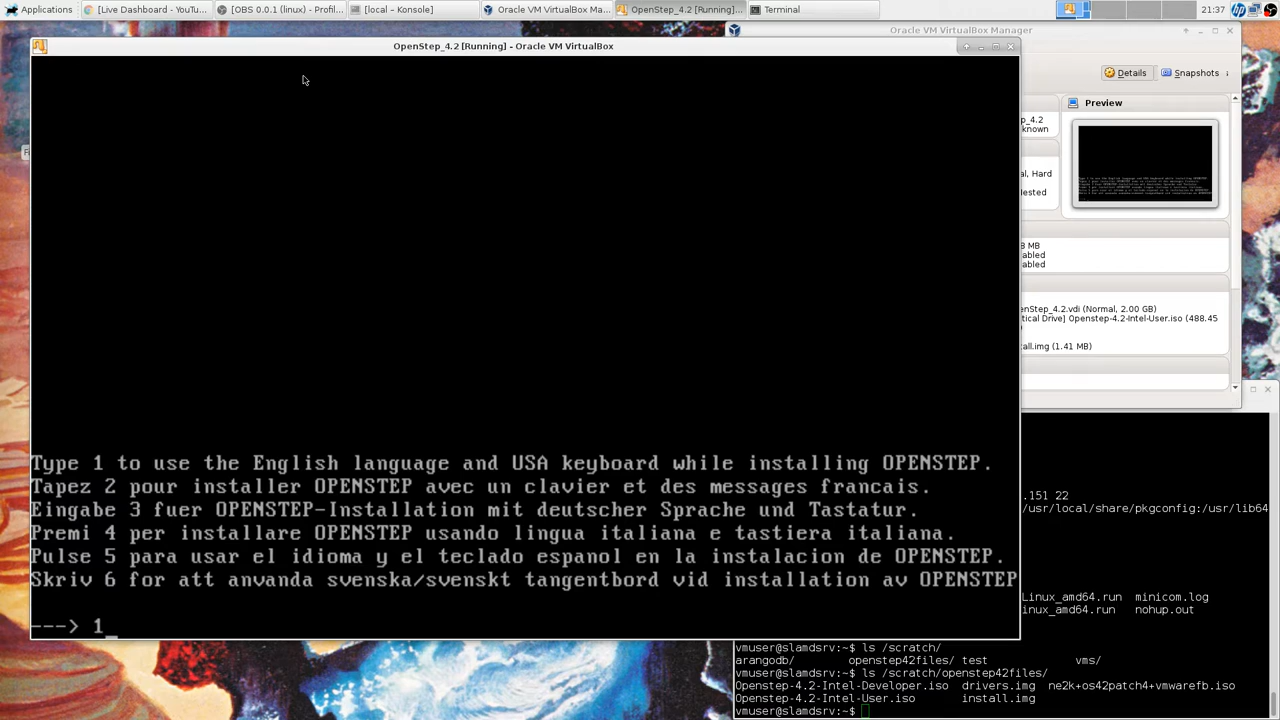 Applications
[Live Dashboard - YouTu...
[OBS 0.0.1 (linux) - Profil...
[local - Konsole]
Oracle VM VirtualBox Ma...
OpenStep_4.2 [Running]...
Terminal
21:37
Oracle VM VirtualBox Manager
OpenStep_4.2 [Running] - Oracle VM VirtualBox
Details
Snapshots
Preview
p_4.2
known
al, Hard
ested
8 MB
abled
abled
enStep_4.2.vdi (Normal, 2.00 GB)
tical Drive] Openstep-4.2-Intel-User.iso (488.45
)
tall.img (1.41 MB)
Type 1 to use the English language and USA keyboard while installing OPENSTEP.
Tapez 2 pour installer OPENSTEP avec un clavier et des messages francais.
Eingabe 3 fuer OPENSTEP-Installation mit deutscher Sprache und Tastatur.
Premi 4 per installare OPENSTEP usando lingua italiana e tastiera italiana.
Pulse 5 para usar el idioma y el teclado espanol en la instalacion de OPENSTEP.
Skriv 6 for att anvanda svenska/svenskt tangentbord vid installation av OPENSTEP
---> 1_
.151 22
/usr/local/share/pkgconfig:/usr/lib64
Linux_amd64.run minicom.log
inux_amd64.run nohup.out
vmuser@slamdsrv:~$ ls /scratch/
arangodb/ openstep42files/ test vms/
vmuser@slamdsrv:~$ ls /scratch/openstep42files/
Openstep-4.2-Intel-Developer.iso drivers.img ne2k+os42patch4+vmwarefb.iso
Openstep-4.2-Intel-User.iso install.img
vmuser@slamdsrv:~$